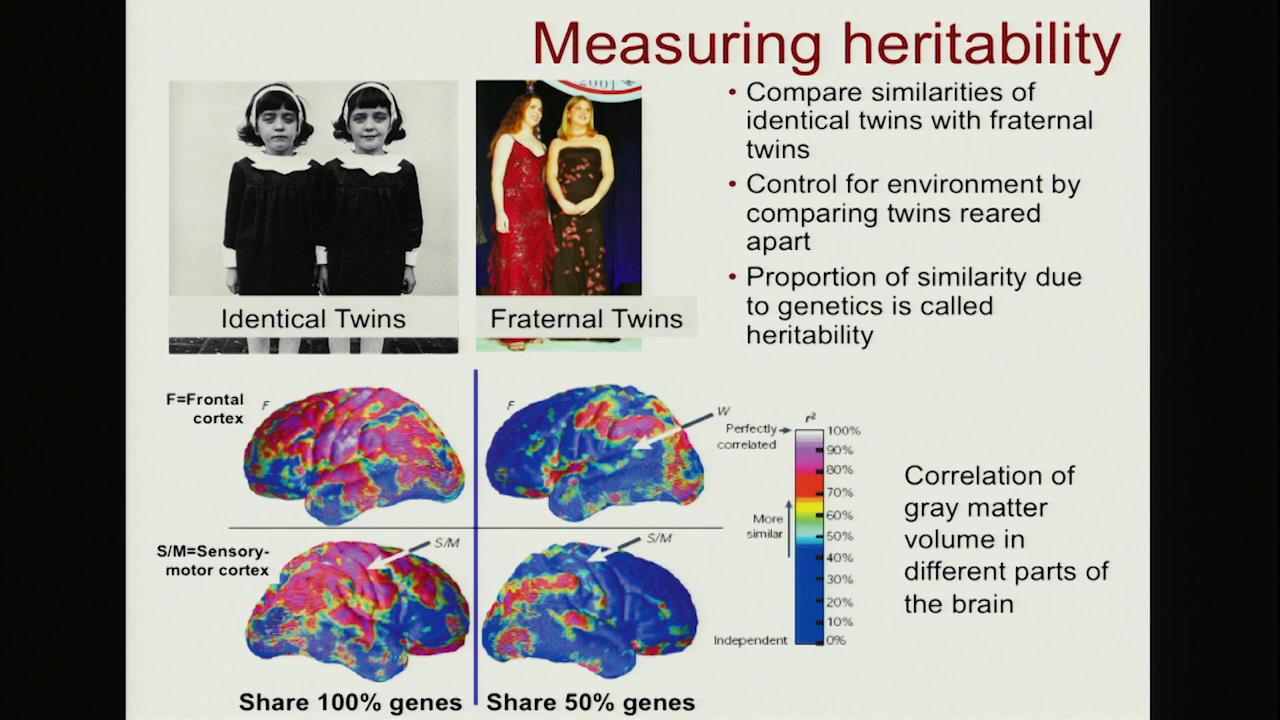 Measuring heritability
2001
• Compare similarities of
identical twins with fraternal
twins
• Control for environment by
comparing twins reared
apart
• Proportion of similarity due
to genetics is called
heritability
Identical Twins
Fraternal Twins
F=Frontal
cortex
F
F
W
S/M=Sensory-
motor cortex
S/M
S/M
r²
Perfectly
correlated
More
similar
Independent
100%
90%
80%
70%
60%
50%
40%
30%
20%
10%
0%
Correlation of
gray matter
volume in
different parts of
the brain
Share 100% genes
Share 50% genes